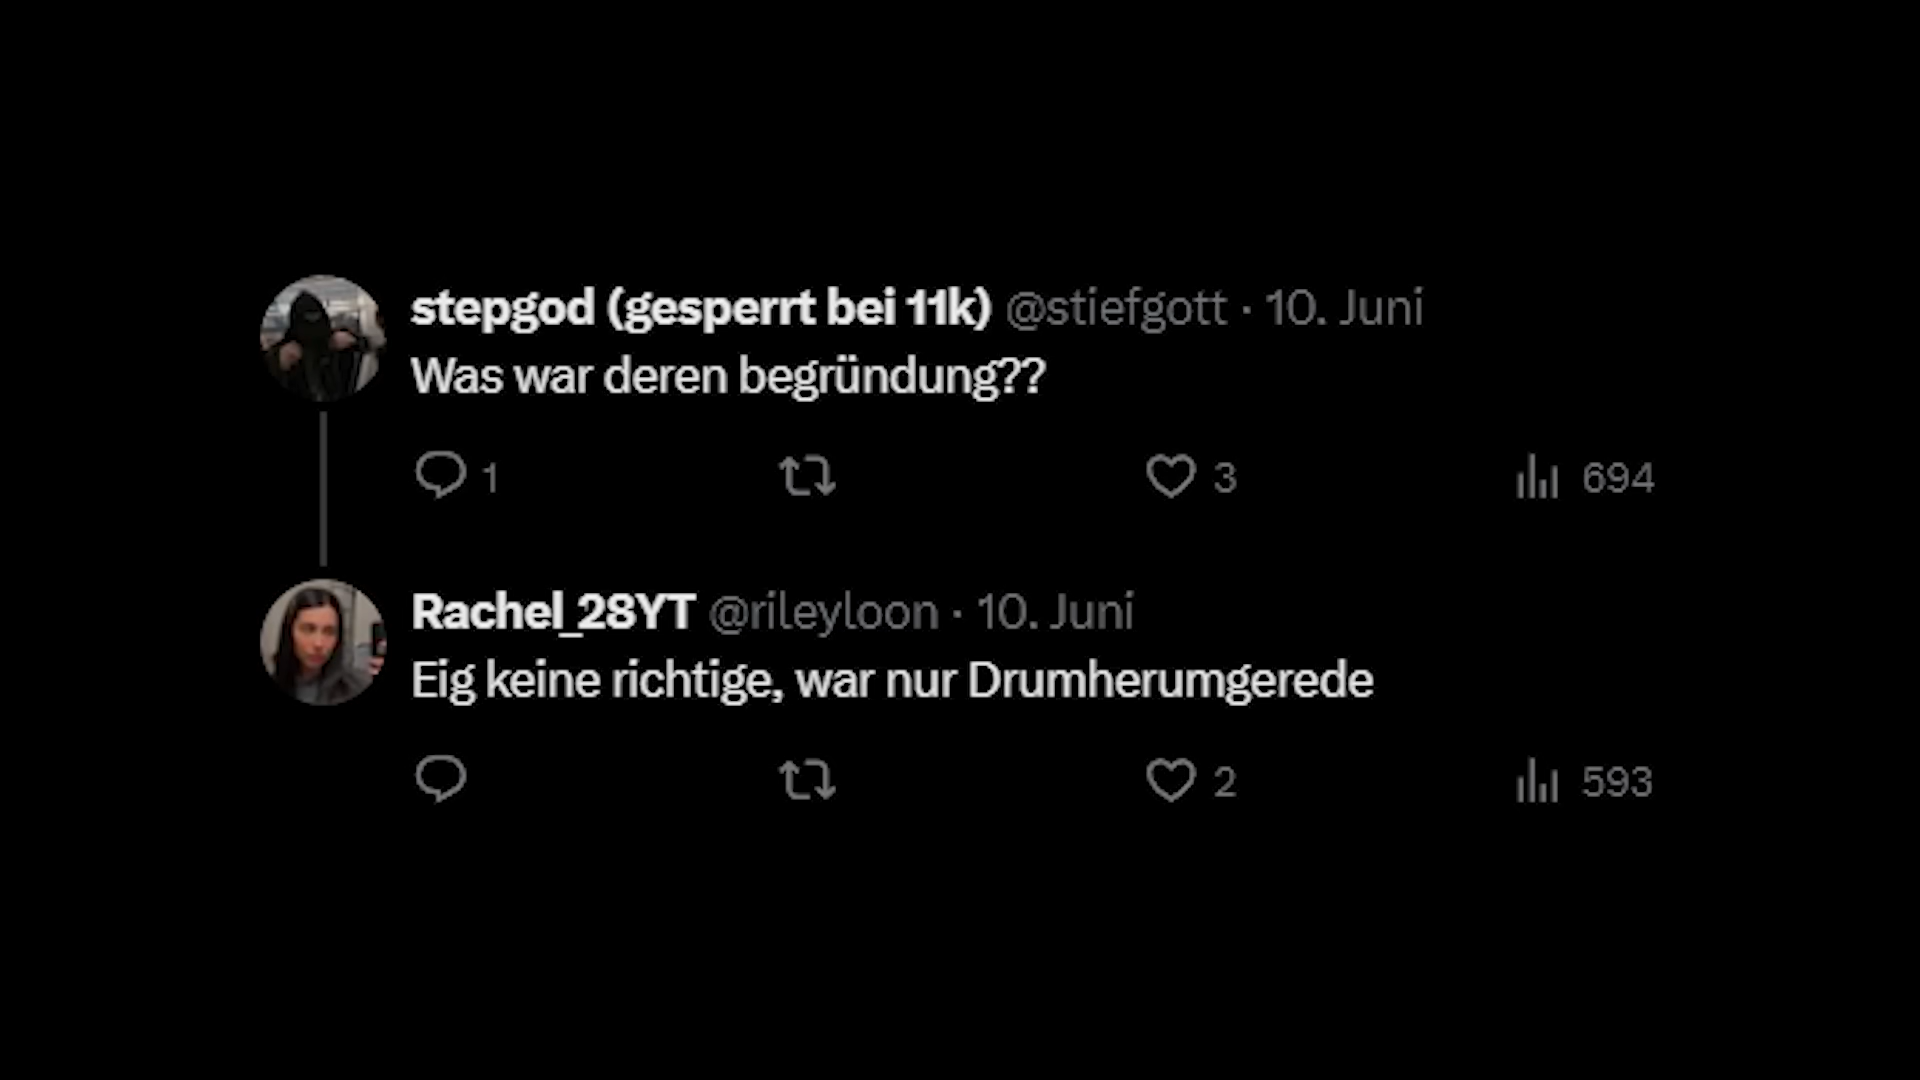 stepgod (gesperrt bei 11k) @stiefgott · 10. Juni
Was war deren begründung??
1 3 694
Rachel_28YT @rileyloon · 10. Juni
Eig keine richtige, war nur Drumherumgerede
2 593